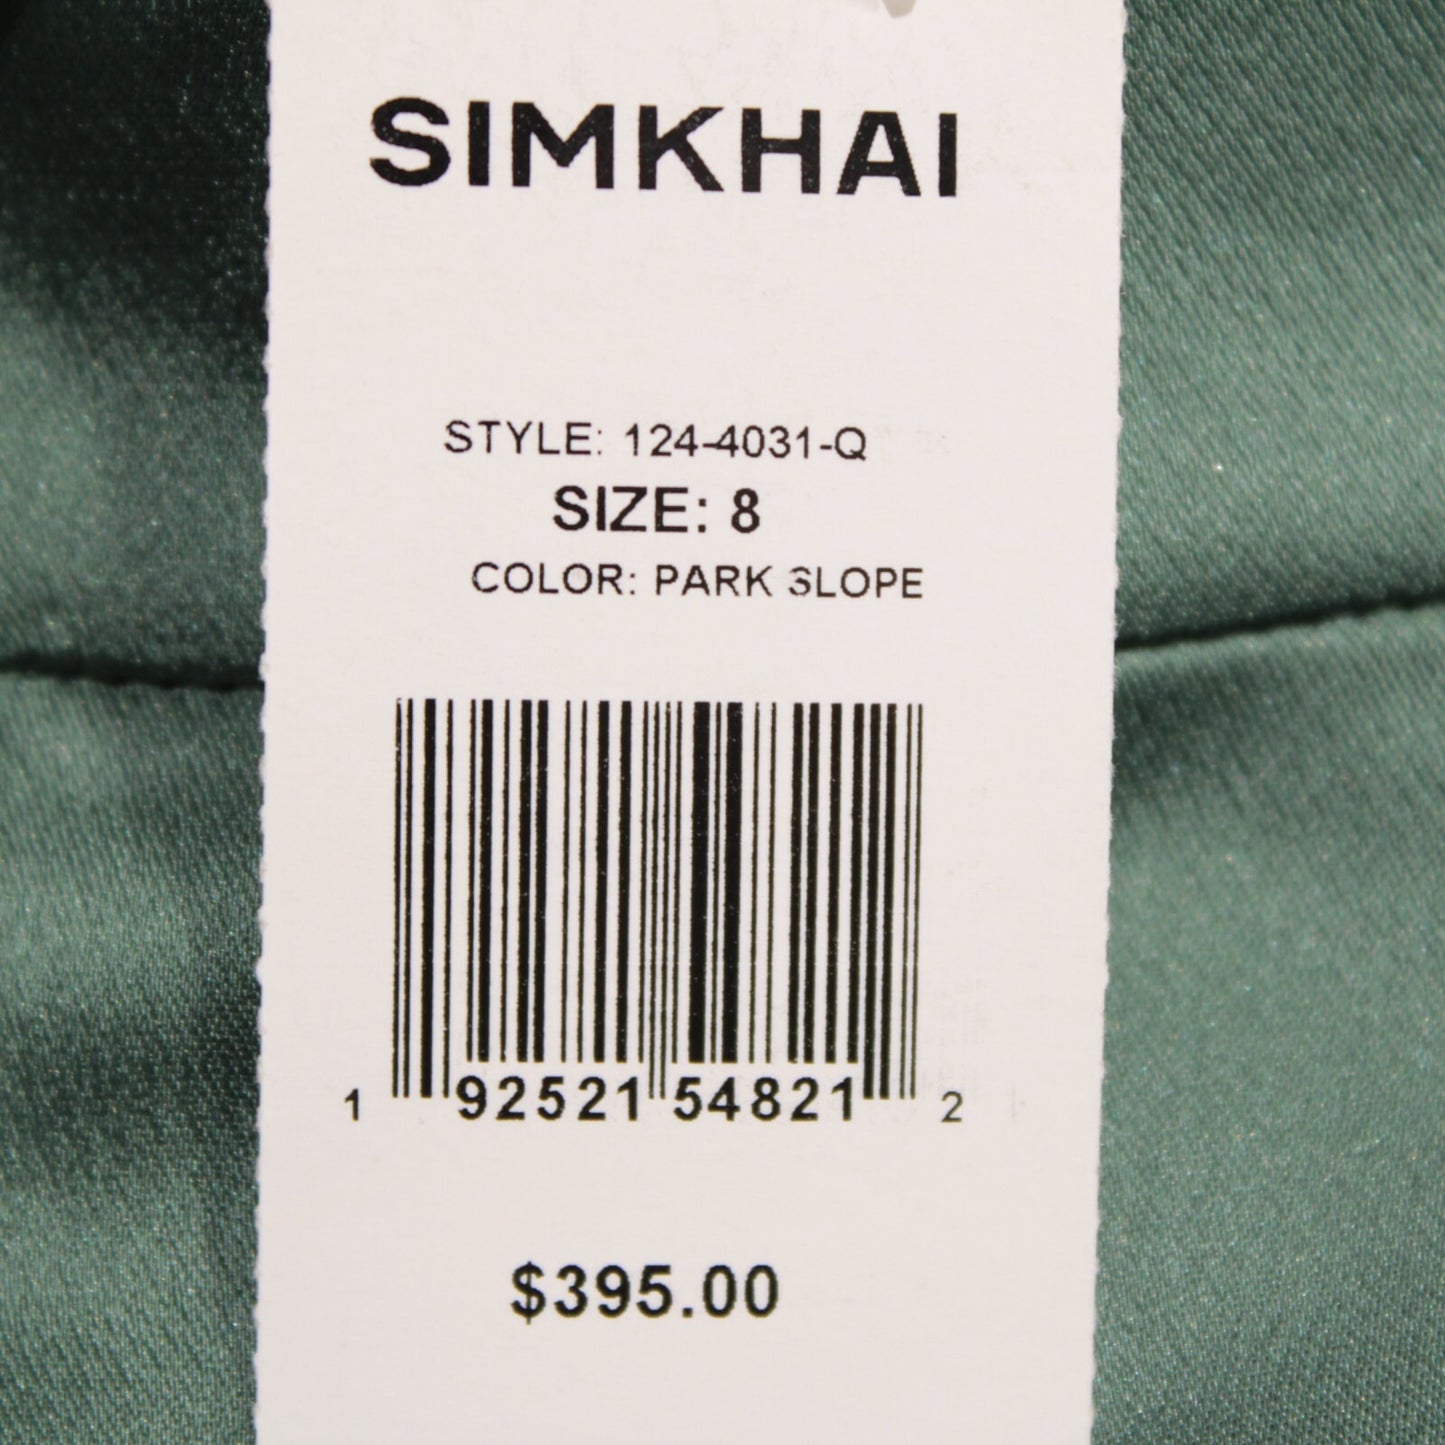 SIMKHAI
STYLE: 124-4031-Q
SIZE: 8
COLOR: PARK SLOPE
1 92521 54821 2
$395.00